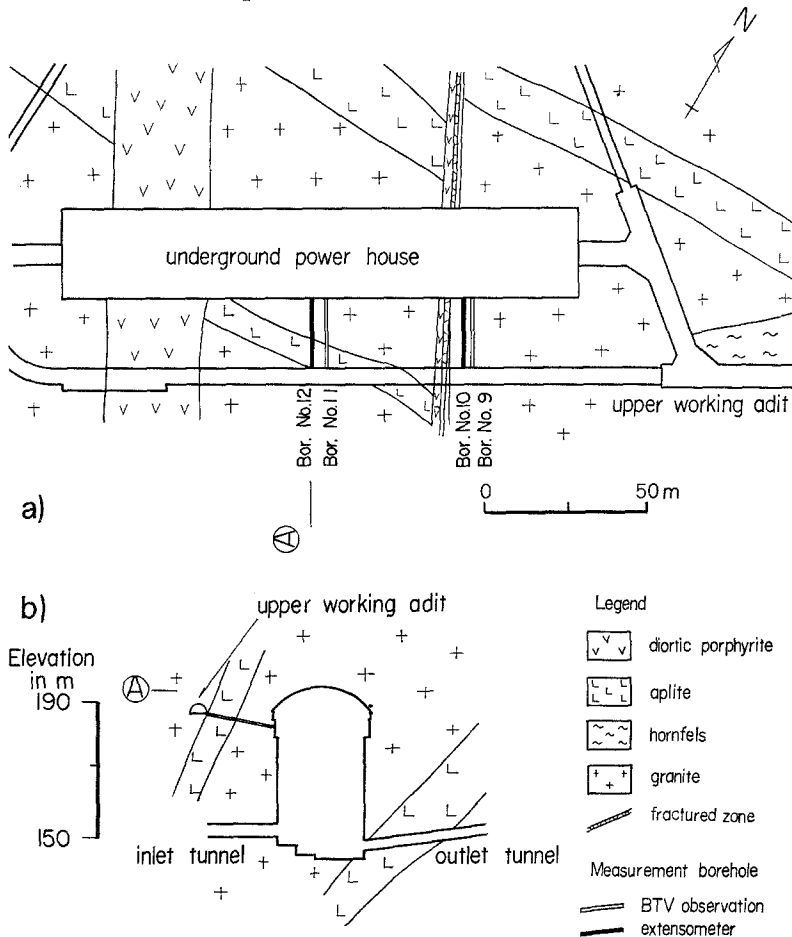 N
underground power house
Bor. No.12
Bor. No.11
Bor. No.10
Bor. No.9
upper working adit
a)
0 50m
A
b)
upper working adit
Legend
Elevation
in m
A
190
150
inlet tunnel
outlet tunnel
diortic porphyrite
aplite
hornfels
granite
fractured zone
Measurement borehole
BTV observation
extensometer